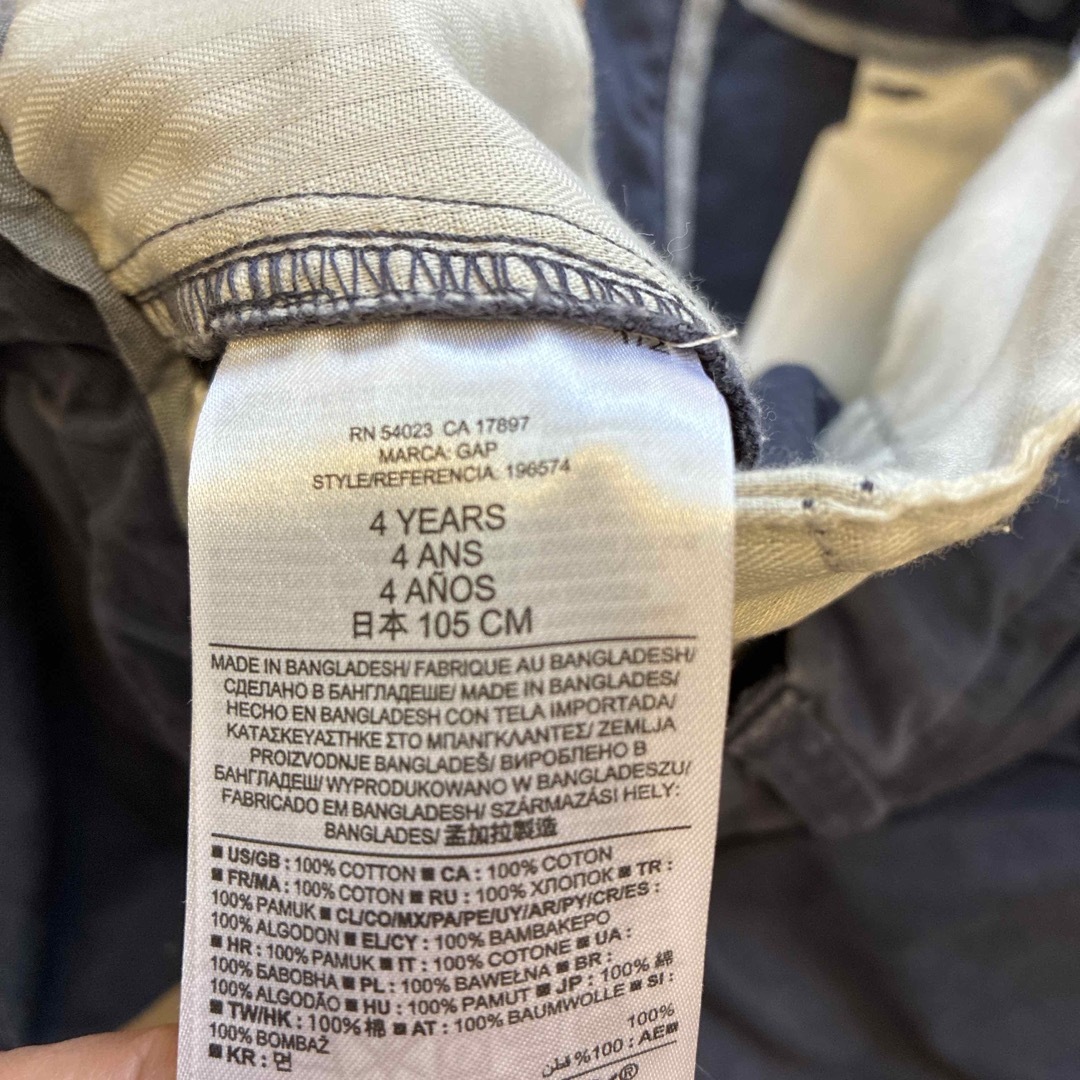 RN 54023 CA 17897
MARCA: GAP
STYLE/REFERENCIA: 196574
4 YEARS
4 ANS
4 AÑOS
日本 105 CM
MADE IN BANGLADESH/ FABRIQUE AU BANGLADESH/
СДЕЛАНО В БАНГЛАДЕШЕ/ MADE IN BANGLADES/
HECHO EN BANGLADESH CON TELA IMPORTADA/
ΚΑΤΑΣΚΕΥΑΣΤΗΚΕ ΣΤΟ ΜΠΑΝΓΚΛΑΝΤΕΣ/ ZEMLJA
PROIZVODNJE BANGLADEŠ/ ВИРОБЛЕНО В
БАНГЛАДЕШ/ WYPRODUKOWANO W BANGLADESZU/
FABRICADO EM BANGLADESH/ SZÁRMAZÁSI HELY:
BANGLADES/ 孟加拉製造
■ US/GB : 100% COTTON ■ CA : 100% COTON
■ FR/MA : 100% COTON ■ RU : 100% ХЛОПОК ■ TR :
100% PAMUK ■ CL/CO/MX/PA/PE/UY/AR/PY/CR/ES :
100% ALGODON ■ EL/CY : 100% ΒΑΜΒΑΚΕΡΟ
■ HR : 100% PAMUK ■ IT : 100% COTONE ■ UA :
100% БАВОВНА ■ PL : 100% BAWEŁNA ■ BR :
100% ALGODÃO ■ HU : 100% PAMUT ■ JP : 100% 綿
■ TW/HK : 100% 棉 ■ AT : 100% BAUMWOLLE ■ SI :
100% BOMBAŽ
■ KR : 면 100%
■AE : 100% قطن